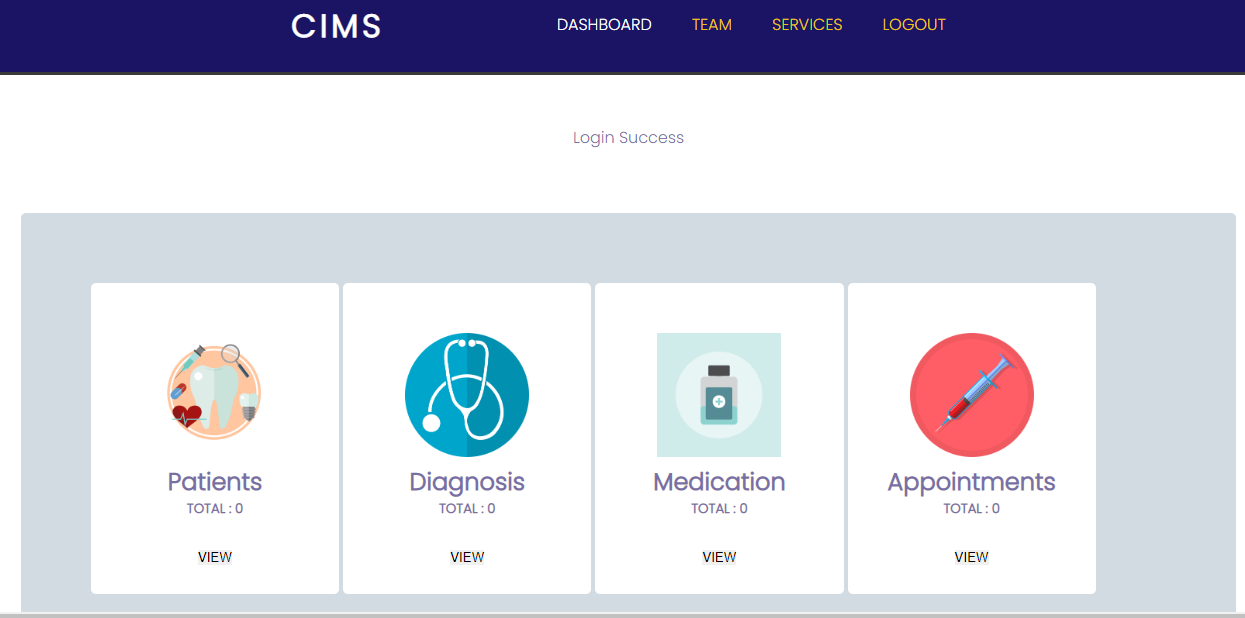 CIMS DASHBOARD TEAM SERVICES LOGOUT
Login Success
Patients Diagnosis Medication Appointments
TOTAL : 0 TOTAL : 0 TOTAL : 0 TOTAL : 0
VIEW VIEW VIEW VIEW